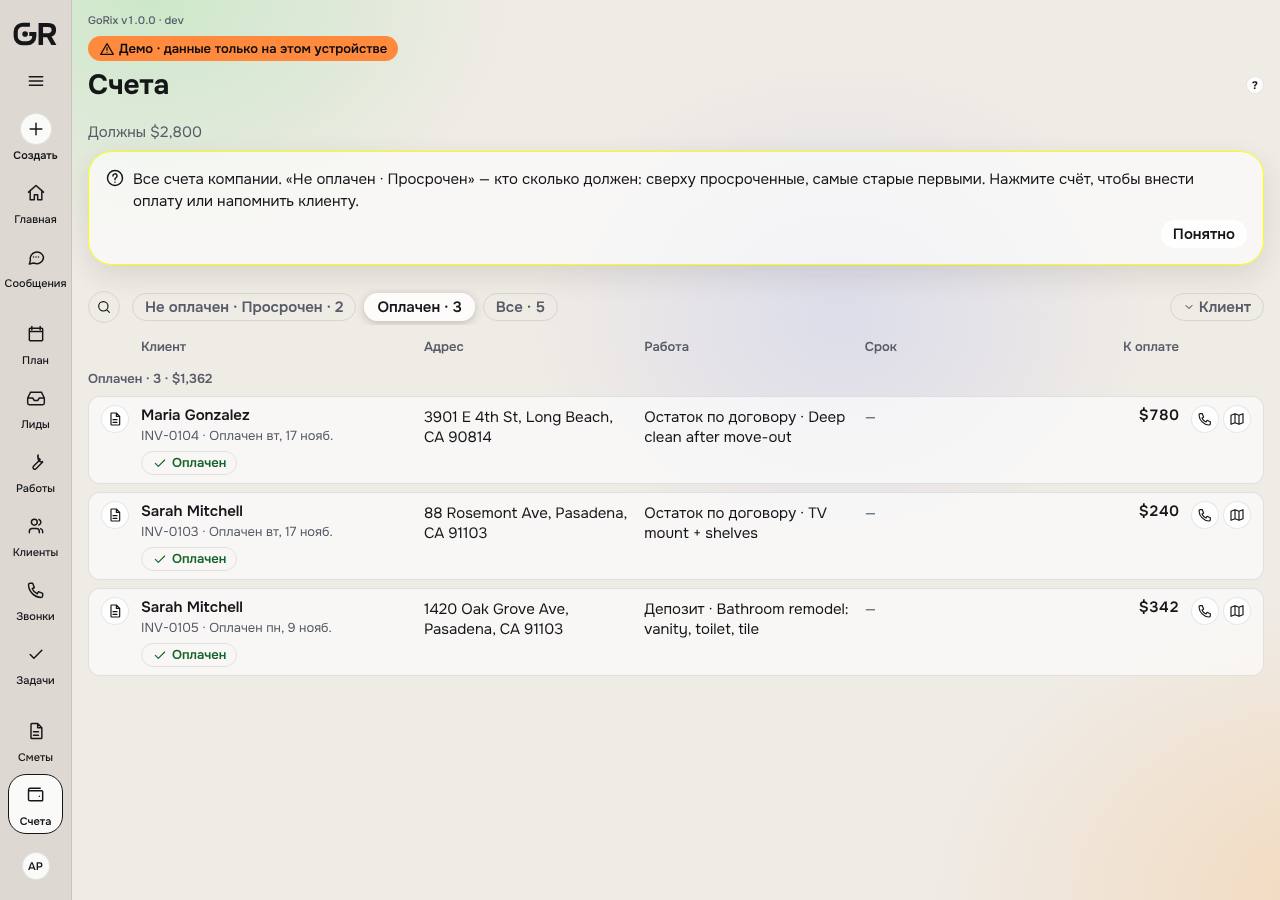 GR
GoRix v1.0.0 · dev
Демо · данные только на этом устройстве
Счета
?
Должны $2,800
Все счета компании. «Не оплачен · Просрочен» — кто сколько должен: сверху просроченные, самые старые первыми. Нажмите счёт, чтобы внести
оплату или напомнить клиенту.
Понятно
Не оплачен · Просрочен · 2
Оплачен · 3
Все · 5
Клиент
Клиент Адрес Работа Срок К оплате
Оплачен · 3 · $1,362
Maria Gonzalez
INV-0104 · Оплачен вт, 17 нояб.
Оплачен
3901 E 4th St, Long Beach,
CA 90814
Остаток по договору · Deep
clean after move-out
—
$780
Sarah Mitchell
INV-0103 · Оплачен вт, 17 нояб.
Оплачен
88 Rosemont Ave, Pasadena,
CA 91103
Остаток по договору · TV
mount + shelves
—
$240
Sarah Mitchell
INV-0105 · Оплачен пн, 9 нояб.
Оплачен
1420 Oak Grove Ave,
Pasadena, CA 91103
Депозит · Bathroom remodel:
vanity, toilet, tile
—
$342
Создать
Главная
Сообщения
План
Лиды
Работы
Клиенты
Звонки
Задачи
Сметы
Счета
AP